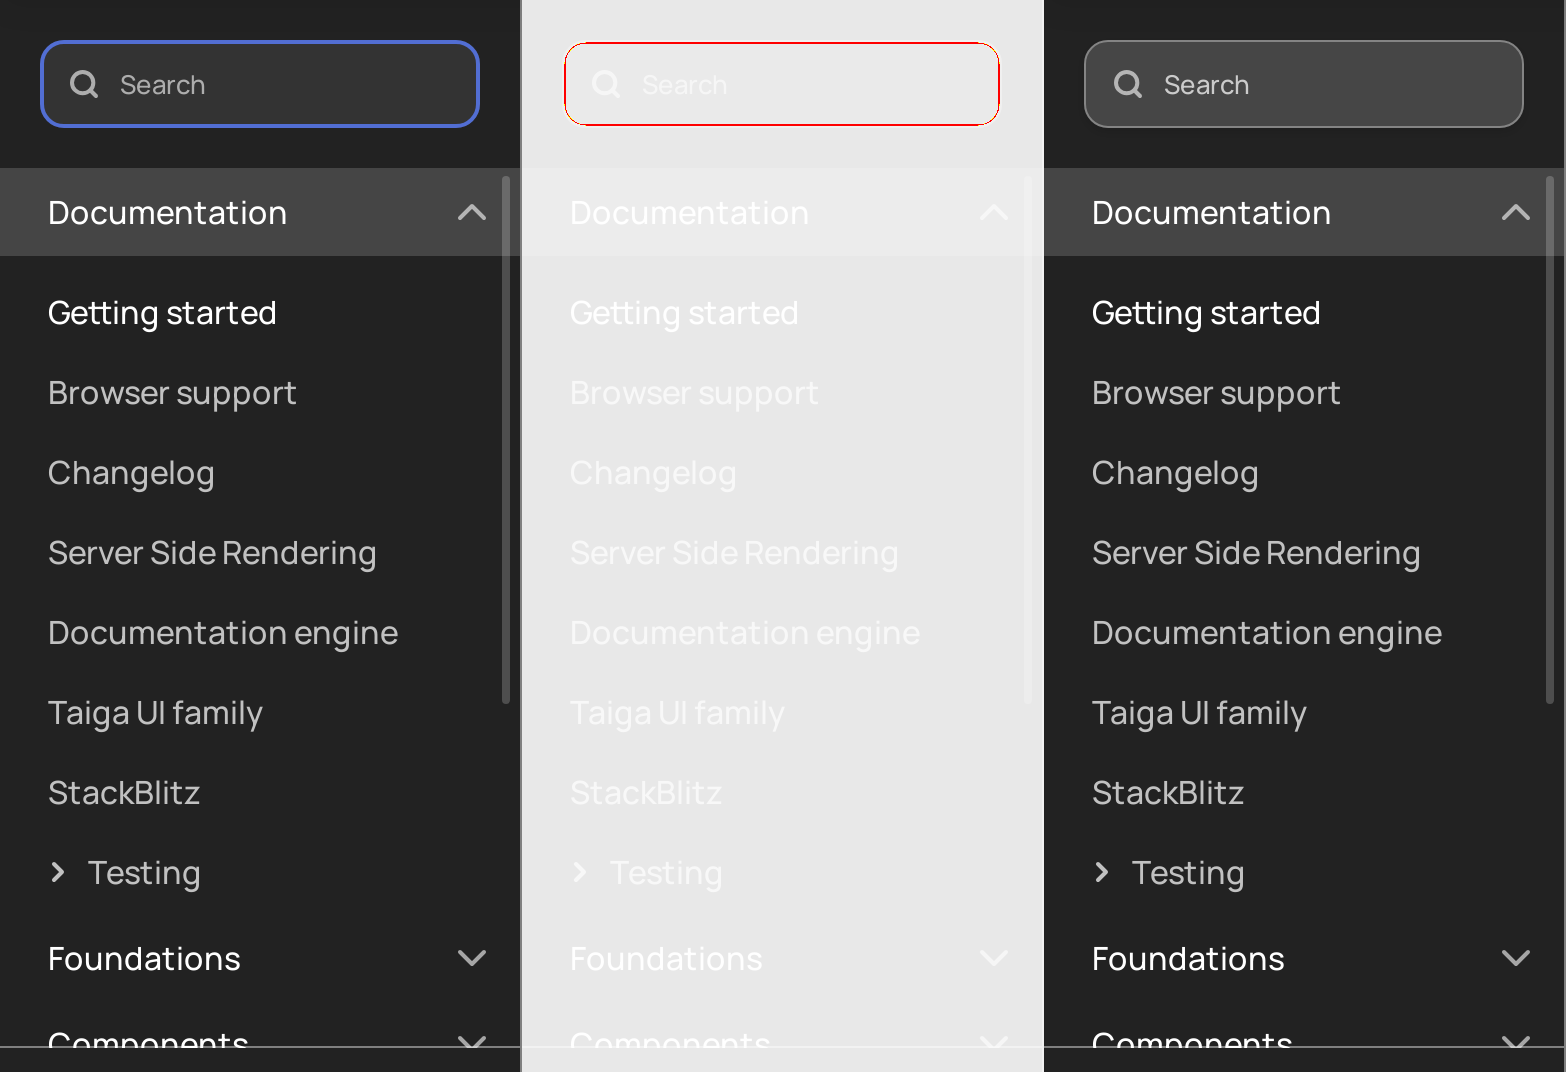 Search
Documentation
Getting started
Browser support
Changelog
Server Side Rendering
Documentation engine
Taiga UI family
StackBlitz
Testing
Foundations
Components
Search
Documentation
Getting started
Browser support
Changelog
Server Side Rendering
Documentation engine
Taiga UI family
StackBlitz
Testing
Foundations
Components
Search
Documentation
Getting started
Browser support
Changelog
Server Side Rendering
Documentation engine
Taiga UI family
StackBlitz
Testing
Foundations
Components